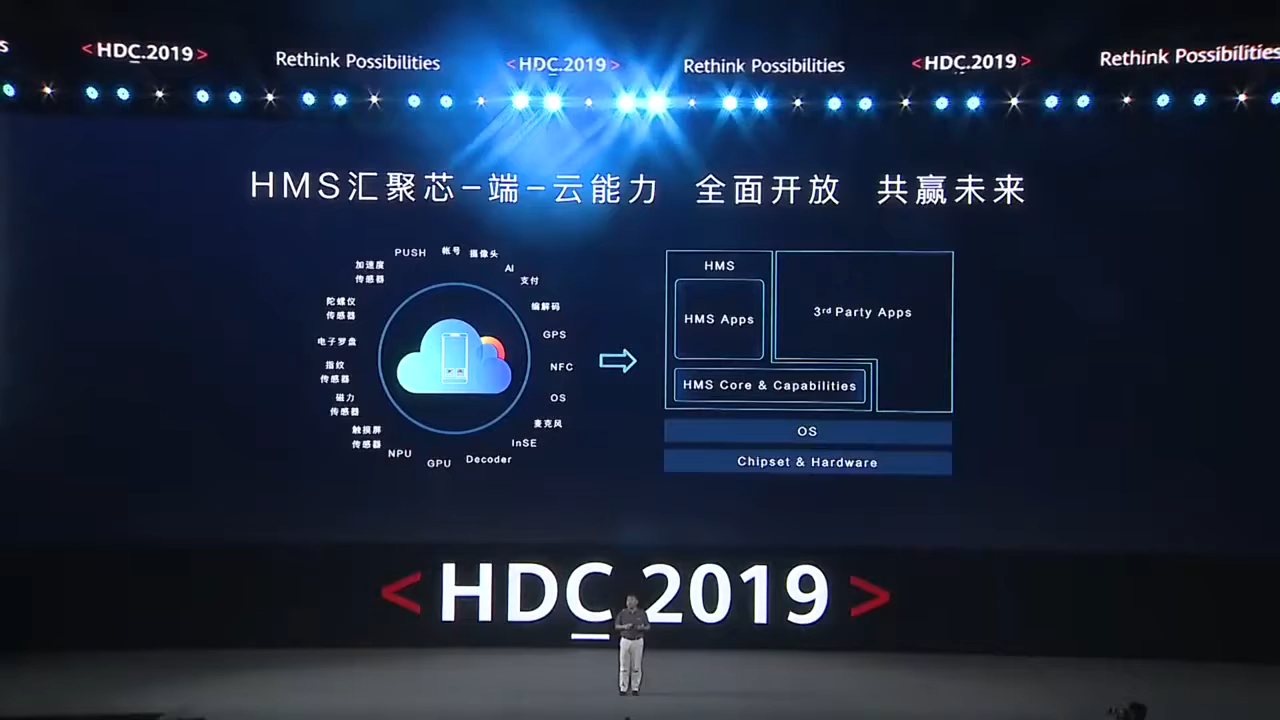 s
<HDC.2019>
Rethink Possibilities
<HDC.2019>
Rethink Possibilities
<HDC.2019>
Rethink Possibilities
HMS汇聚芯-端-云能力 全面开放 共赢未来
PUSH
帐号
摄像头
AI
支付
编解码
GPS
NFC
OS
麦克风
InSE
Decoder
GPU
NPU
触摸屏
传感器
磁力
传感器
指纹
传感器
电子罗盘
陀螺仪
传感器
加速度
传感器
HMS
HMS Apps
3rd Party Apps
HMS Core & Capabilities
OS
Chipset & Hardware
<HDC.2019>